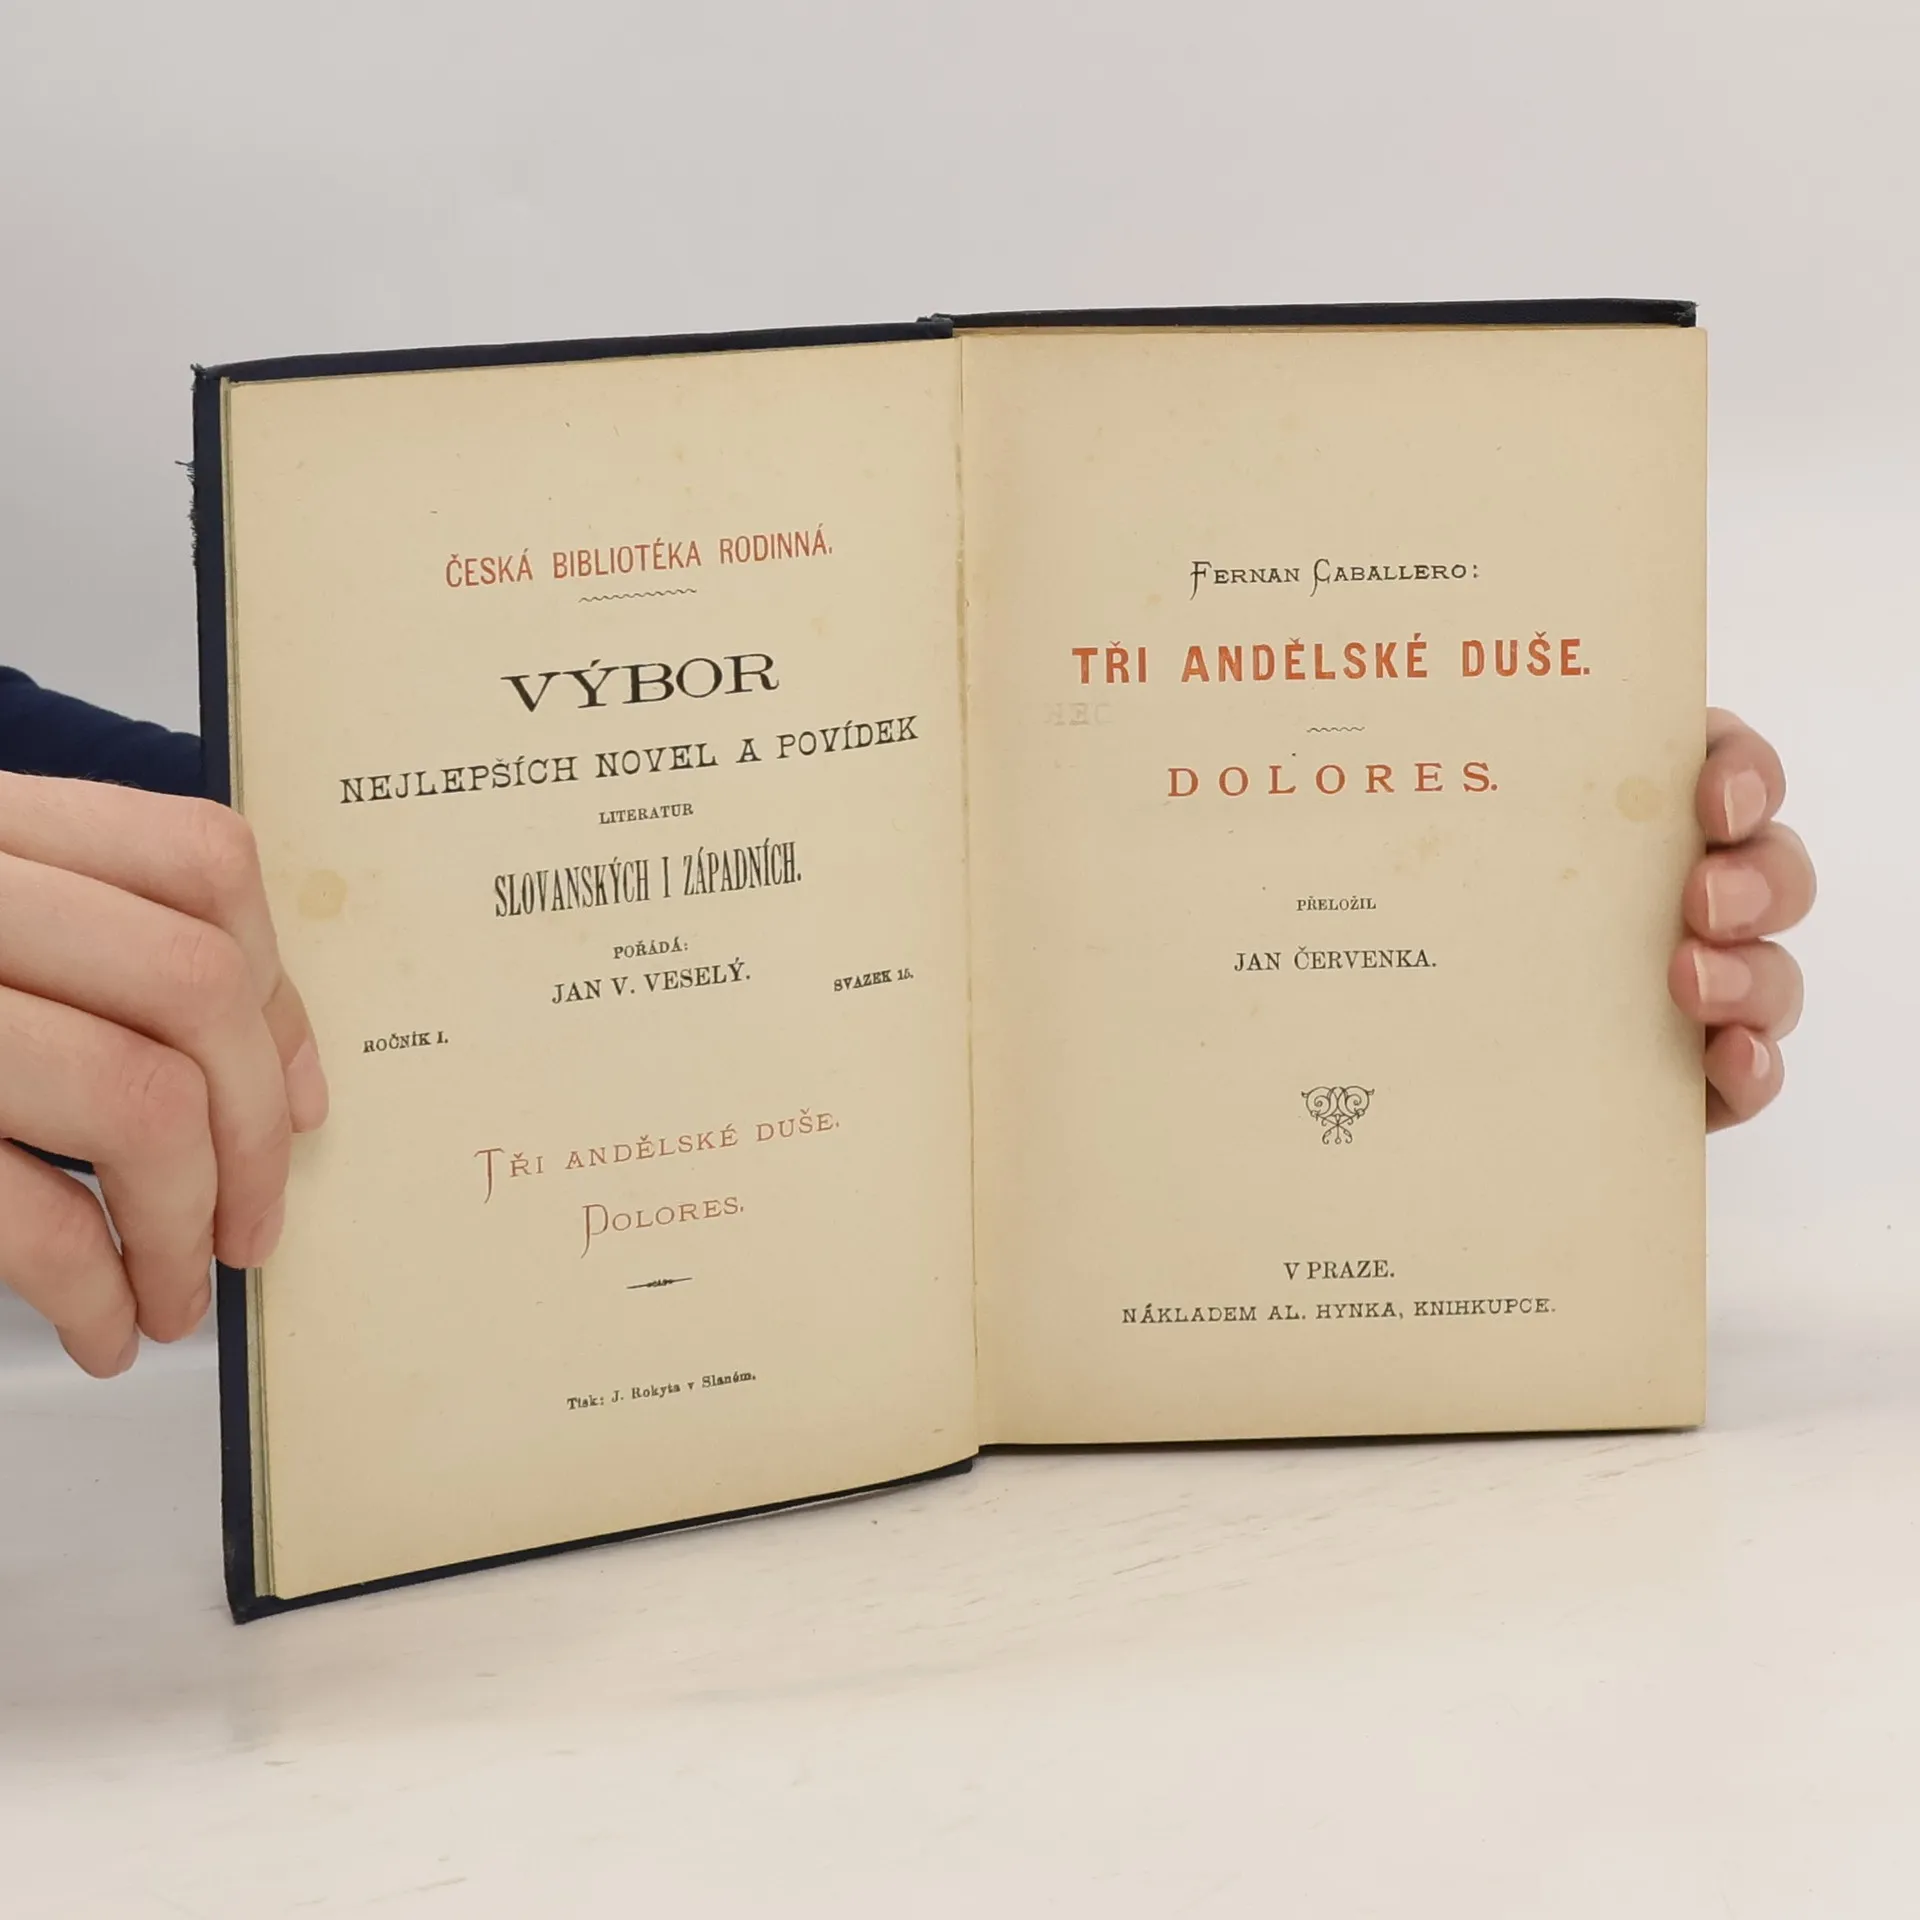 ČESKÁ BIBLIOTÉKA RODINNÁ.
VÝBOR
NEJLEPŠÍCH NOVEL A POVÍDEK
LITERATUR
SLOVANSKÝCH I ZÁPADNÍCH.
POŘÁDÁ:
JAN V. VESELÝ.
ROČNÍK I.
SVAZEK 15.
TŘI ANDĚLSKÉ DUŠE.
DOLORES.
Tisk: J. Rokyta v Slaném.
FERNAN CABALLERO:
TŘI ANDĚLSKÉ DUŠE.
DOLORES.
PŘELOŽIL
JAN ČERVENKA.
V PRAZE.
NÁKLADEM AL. HYNKA, KNIHKUPCE.